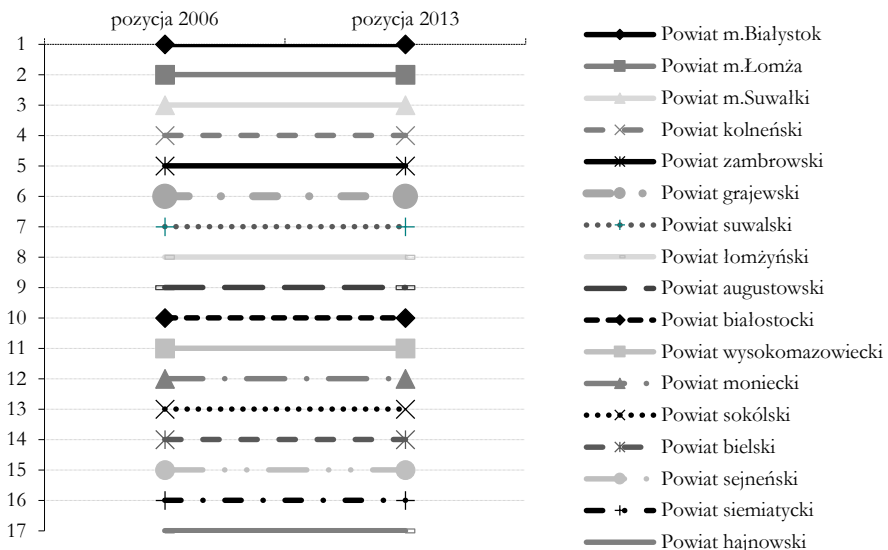 pozycja 2006 pozycja 2013
1
2
3
4
5
6
7
8
9
10
11
12
13
14
15
16
17
Powiat m.Białystok
Powiat m.Łomża
Powiat m.Suwałki
Powiat kolneński
Powiat zambrowski
Powiat grajewski
Powiat suwalski
Powiat łomżyński
Powiat augustowski
Powiat białostocki
Powiat wysokomazowiecki
Powiat moniecki
Powiat sokólski
Powiat bielski
Powiat sejneński
Powiat siemiatycki
Powiat hajnowski